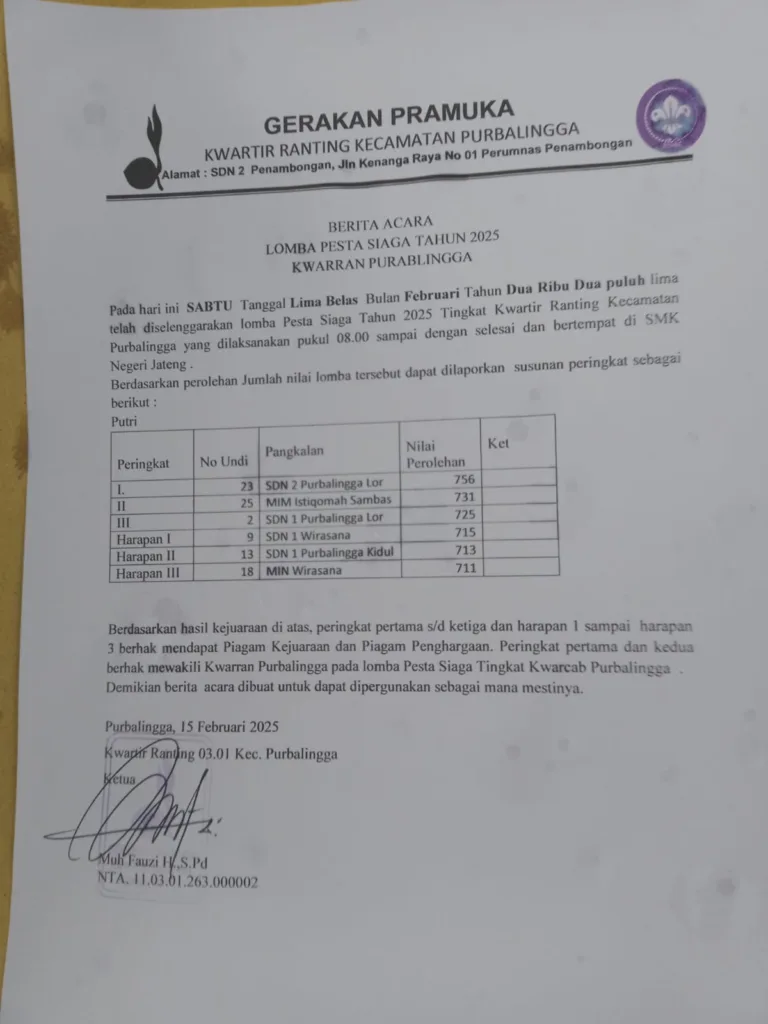 GERAKAN PRAMUKA
KWARTIR RANTING KECAMATAN PURBALINGGA
Alamat : SDN 2 Penambongan, Jln Kenanga Raya No 01 Perumnas Penambongan
BERITA ACARA
LOMBA PESTA SIAGA TAHUN 2025
KWARRAN PURABLINGGA
Pada hari ini SABTU Tanggal Lima Belas Bulan Februari Tahun Dua Ribu Dua puluh lima
telah diselenggarakan lomba Pesta Siaga Tahun 2025 Tingkat Kwartir Ranting Kecamatan
Purbalingga yang dilaksanakan pukul 08.00 sampai dengan selesai dan bertempat di SMK
Negeri Jateng .
Berdasarkan perolehan Jumlah nilai lomba tersebut dapat dilaporkan susunan peringkat sebagai
berikut :
Putri
Peringkat No Undi Pangkalan Nilai Perolehan Ket
I. 23 SDN 2 Purbalingga Lor 756
II 25 MIM Istiqomah Sambas 731
III 2 SDN 1 Purbalingga Lor 725
Harapan I 9 SDN 1 Wirasana 715
Harapan II 13 SDN 1 Purbalingga Kidul 713
Harapan III 18 MIN Wirasana 711
Berdasarkan hasil kejuaraan di atas, peringkat pertama s/d ketiga dan harapan 1 sampai harapan
3 berhak mendapat Piagam Kejuaraan dan Piagam Penghargaan. Peringkat pertama dan kedua
berhak mewakili Kwarran Purbalingga pada lomba Pesta Siaga Tingkat Kwarcab Purbalingga .
Demikian berita acara dibuat untuk dapat dipergunakan sebagai mana mestinya.
Purbalingga, 15 Februari 2025
Kwartir Ranting 03.01 Kec. Purbalingga
Ketua
Muh Fauzi H.,S.Pd
NTA. 11.03.01.263.000002